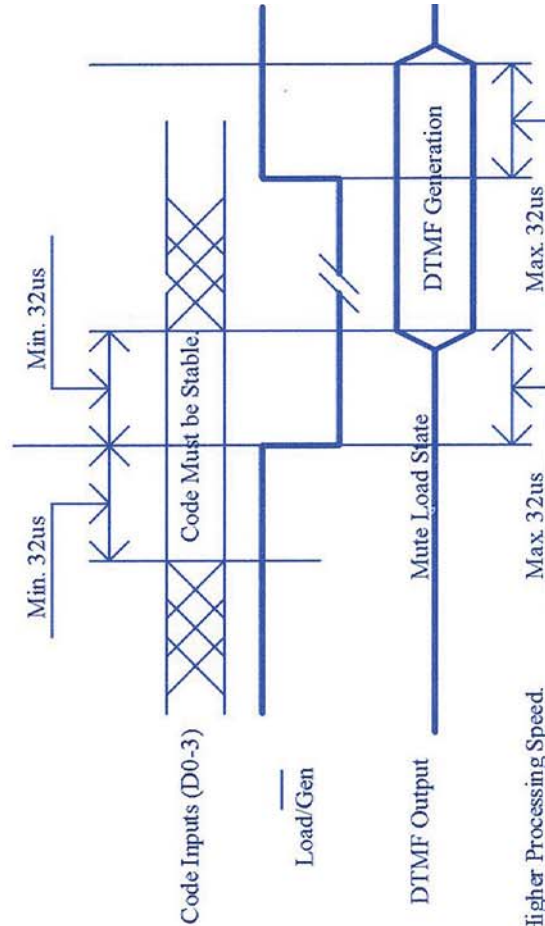 Min. 32us
Min. 32us
Code Inputs (D0-3)
Code Must be Stable.
Load/Gen
DTMF Output
Mute Load State
DTMF Generation
Higher Processing Speed.
Max. 32us
Max. 32us